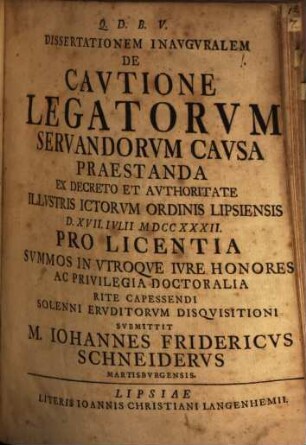 Q. D. B. V.
DISSERTATIONEM INAVGVRALEM
DE
CAVTIONE
LEGATORVM
SERVANDORVM CAVSA
PRAESTANDA
EX DECRETO ET AVTHORITATE
ILLVSTRIS ICTORVM ORDINIS LIPSIENSIS
D. XVII. IVLII MDCCXXXII.
PRO LICENTIA
SVMMOS IN VTROQVE IVRE HONORES
AC PRIVILEGIA DOCTORALIA
RITE CAPESSENDI
SOLENNI ERVDITORVM DISQVISITIONI
SVBMITTIT
M. IOHANNES FRIDERICVS
SCHNEIDERVS
MARTISBVRGENSIS.
LIPSIAE
LITERIS IOANNIS CHRISTIANI LANGENHEMII.